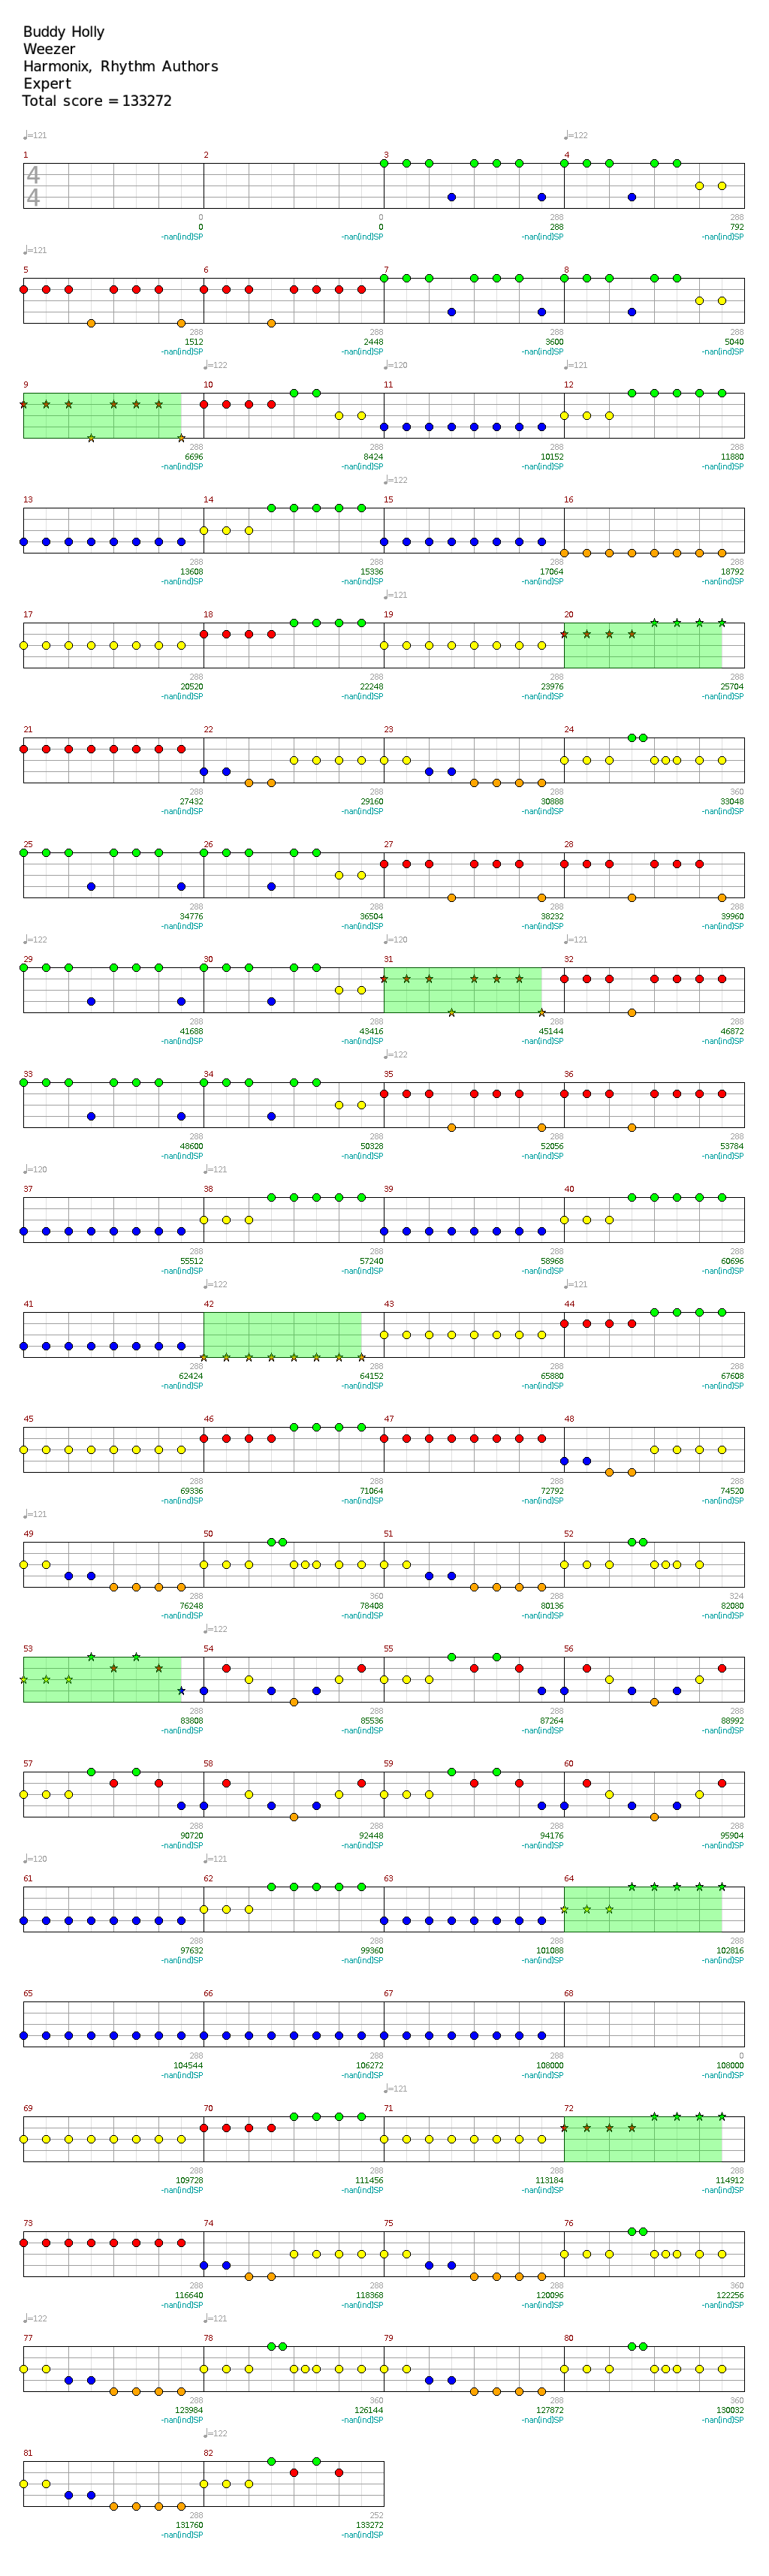 Buddy Holly
Weezer
Harmonix, Rhythm Authors
Expert
Total score = 133272
♩=121 ♩=122
1 2 3 4
4
4
0 0 288 288
0 0 288 792
-nan(ind)SP -nan(ind)SP -nan(ind)SP -nan(ind)SP
♩=121
5 6 7 8
288 288 288 288
1512 2448 3600 5040
-nan(ind)SP -nan(ind)SP -nan(ind)SP -nan(ind)SP
♩=122 ♩=120 ♩=121
9 10 11 12
288 288 288 288
6696 8424 10152 11880
-nan(ind)SP -nan(ind)SP -nan(ind)SP -nan(ind)SP
♩=122
13 14 15 16
288 288 288 288
13608 15336 17064 18792
-nan(ind)SP -nan(ind)SP -nan(ind)SP -nan(ind)SP
♩=121
17 18 19 20
288 288 288 288
20520 22248 23976 25704
-nan(ind)SP -nan(ind)SP -nan(ind)SP -nan(ind)SP
21 22 23 24
288 288 288 360
27432 29160 30888 33048
-nan(ind)SP -nan(ind)SP -nan(ind)SP -nan(ind)SP
25 26 27 28
288 288 288 288
34776 36504 38232 39960
-nan(ind)SP -nan(ind)SP -nan(ind)SP -nan(ind)SP
♩=122 ♩=120 ♩=121
29 30 31 32
288 288 288 288
41688 43416 45144 46872
-nan(ind)SP -nan(ind)SP -nan(ind)SP -nan(ind)SP
♩=122
33 34 35 36
288 288 288 288
48600 50328 52056 53784
-nan(ind)SP -nan(ind)SP -nan(ind)SP -nan(ind)SP
♩=120 ♩=121
37 38 39 40
288 288 288 288
55512 57240 58968 60696
-nan(ind)SP -nan(ind)SP -nan(ind)SP -nan(ind)SP
♩=122 ♩=121
41 42 43 44
288 288 288 288
62424 64152 65880 67608
-nan(ind)SP -nan(ind)SP -nan(ind)SP -nan(ind)SP
45 46 47 48
288 288 288 288
69336 71064 72792 74520
-nan(ind)SP -nan(ind)SP -nan(ind)SP -nan(ind)SP
♩=121
49 50 51 52
288 360 288 324
76248 78408 80136 82080
-nan(ind)SP -nan(ind)SP -nan(ind)SP -nan(ind)SP
♩=122
53 54 55 56
288 288 288 288
83808 85536 87264 88992
-nan(ind)SP -nan(ind)SP -nan(ind)SP -nan(ind)SP
57 58 59 60
288 288 288 288
90720 92448 94176 95904
-nan(ind)SP -nan(ind)SP -nan(ind)SP -nan(ind)SP
♩=120 ♩=121
61 62 63 64
288 288 288 288
97632 99360 101088 102816
-nan(ind)SP -nan(ind)SP -nan(ind)SP -nan(ind)SP
65 66 67 68
288 288 288 0
104544 106272 108000 108000
-nan(ind)SP -nan(ind)SP -nan(ind)SP -nan(ind)SP
♩=121
69 70 71 72
288 288 288 288
109728 111456 113184 114912
-nan(ind)SP -nan(ind)SP -nan(ind)SP -nan(ind)SP
73 74 75 76
288 288 288 360
116640 118368 120096 122256
-nan(ind)SP -nan(ind)SP -nan(ind)SP -nan(ind)SP
♩=122 ♩=121
77 78 79 80
288 360 288 360
123984 126144 127872 130032
-nan(ind)SP -nan(ind)SP -nan(ind)SP -nan(ind)SP
♩=122
81 82
288 252
131760 133272
-nan(ind)SP -nan(ind)SP